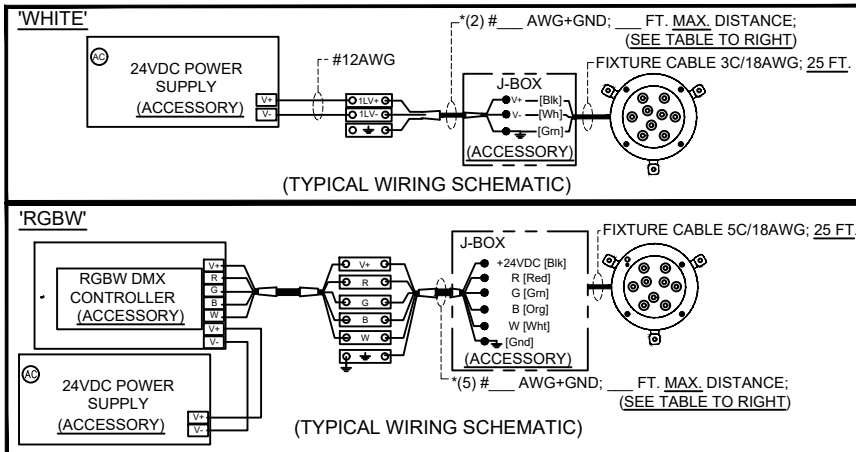 'WHITE'
AC
24VDC POWER
SUPPLY
(ACCESSORY)
V+
V-
#12AWG
1LV+
1LV-
*(2) #___ AWG+GND; ___ FT. MAX. DISTANCE;
(SEE TABLE TO RIGHT)
FIXTURE CABLE 3C/18AWG; 25 FT.
J-BOX
V+ [Blk]
V- [Wh]
[Grn]
(ACCESSORY)
(TYPICAL WIRING SCHEMATIC)
'RGBW'
RGBW DMX
CONTROLLER
(ACCESSORY)
V+
R
G
B
W
V+
V-
AC
24VDC POWER
SUPPLY
(ACCESSORY)
V+
V-
V+
R
G
B
W
J-BOX
+24VDC [Blk]
R [Red]
G [Grn]
B [Org]
W [Wht]
[Gnd]
(ACCESSORY)
FIXTURE CABLE 5C/18AWG; 25 FT.
*(5) #___ AWG+GND; ___ FT. MAX. DISTANCE;
(SEE TABLE TO RIGHT)
(TYPICAL WIRING SCHEMATIC)